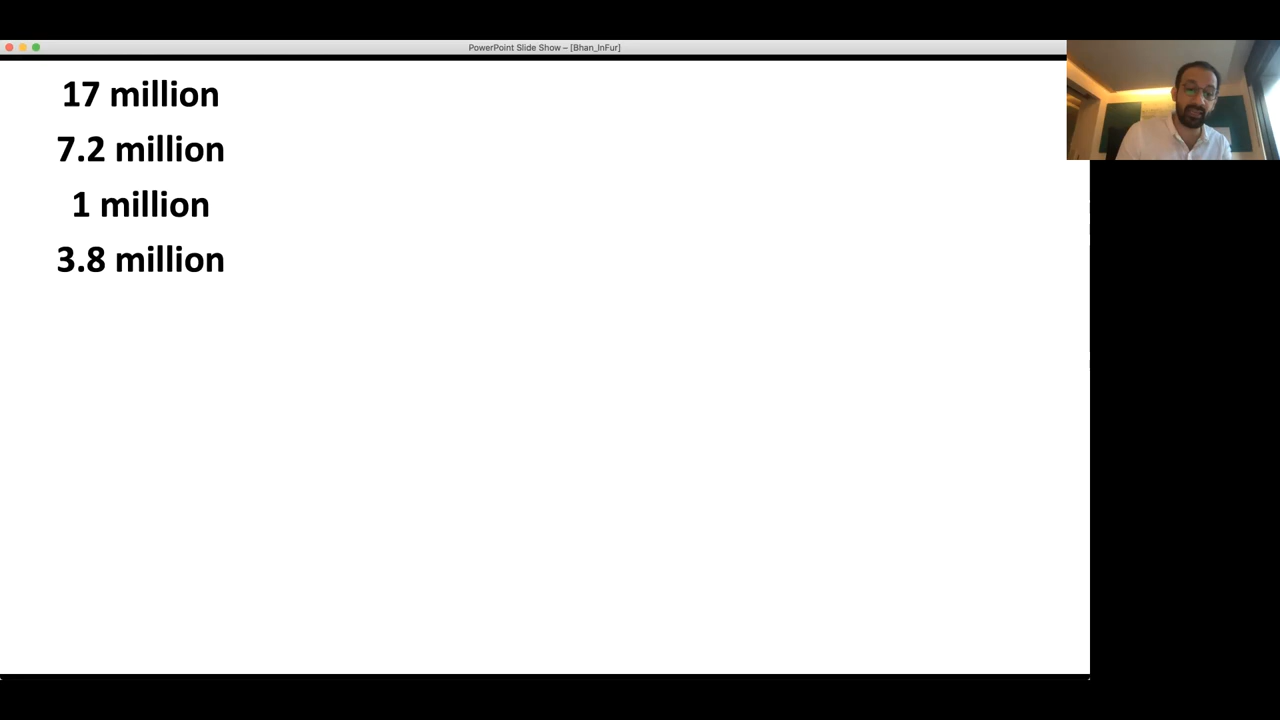 PowerPoint Slide Show – [Bhan_InFur]
17 million
7.2 million
1 million
3.8 million